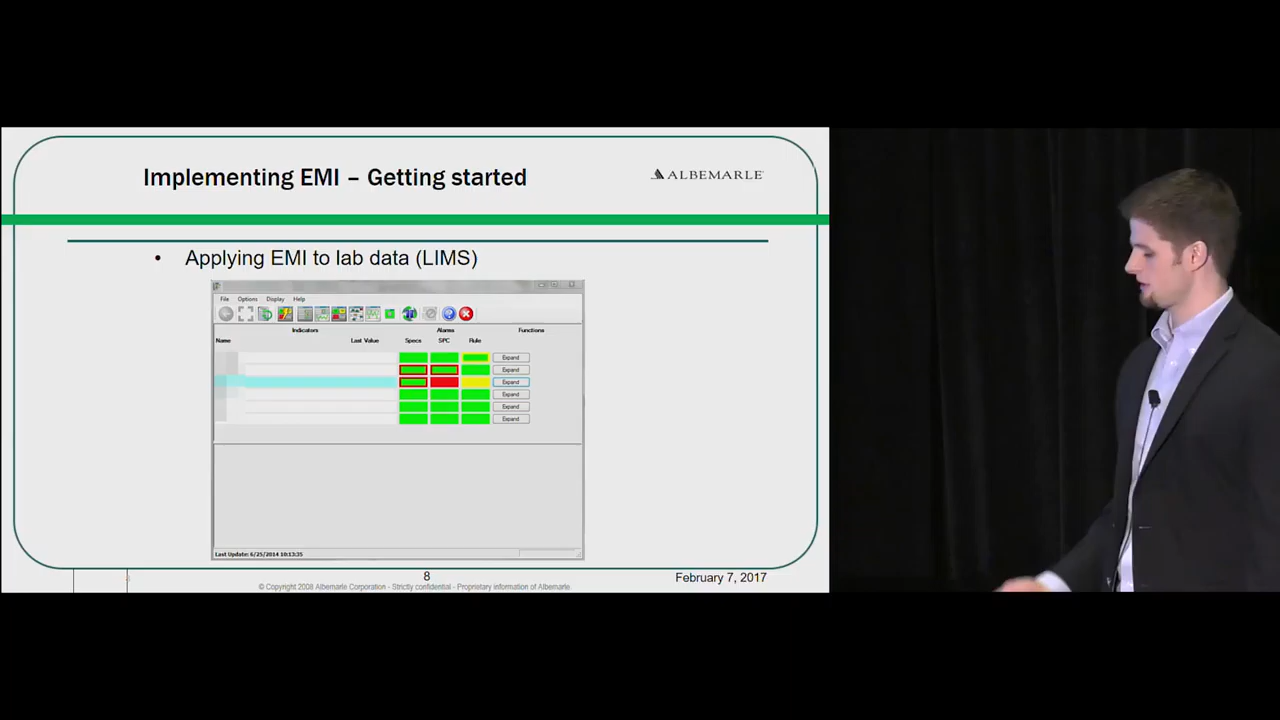 Implementing EMI – Getting started
ALBEMARLE
• Applying EMI to lab data (LIMS)
File Options Display Help
Indicators Alarms Functions
Name Last Value Specs SPC Rule
Expand
Expand
Expand
Expand
Expand
Expand
Last Update: 6/25/2014 10:13:35
8
February 7, 2017
© Copyright 2008 Albemarle Corporation - Strictly confidential - Proprietary information of Albemarle